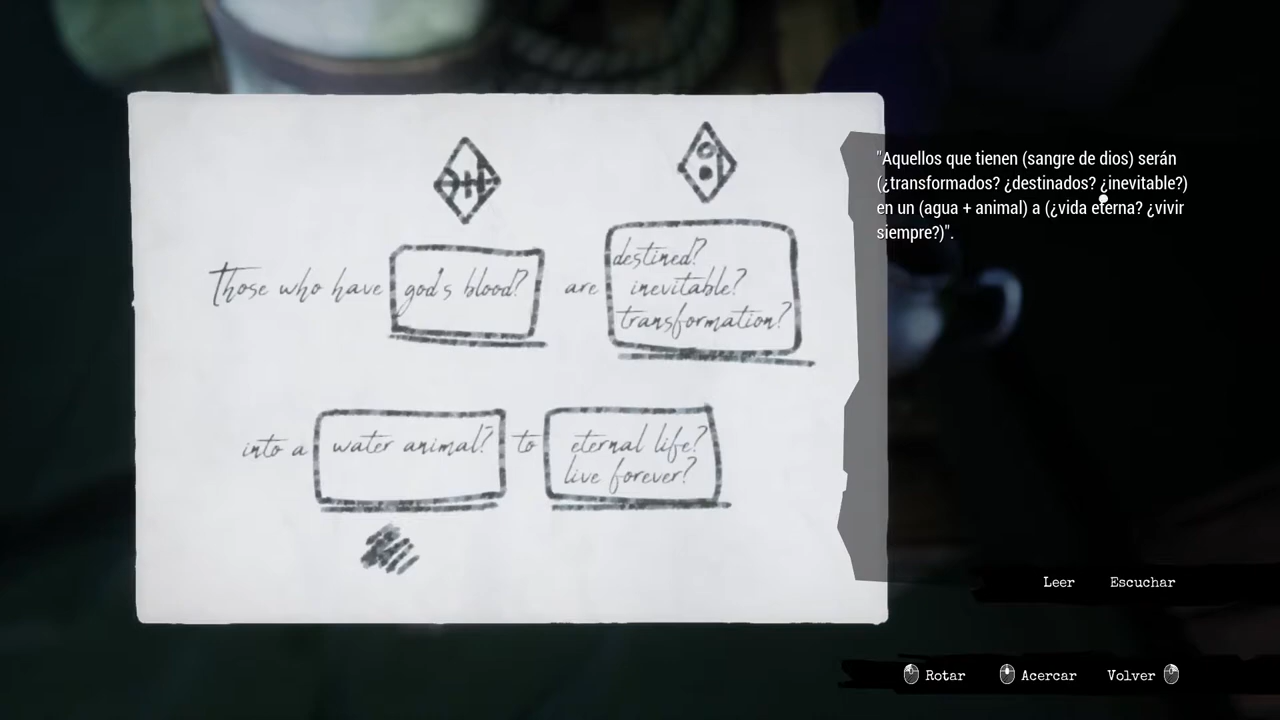 Those who have god's blood? are destined?
inevitable?
transformation?
into a water animal? to eternal life?
live forever?
"Aquellos que tienen (sangre de dios) serán
(¿transformados? ¿destinados? ¿inevitable?)
en un (agua + animal) a (¿vida eterna? ¿vivir
siempre?)".
Leer Escuchar
Rotar Acercar Volver